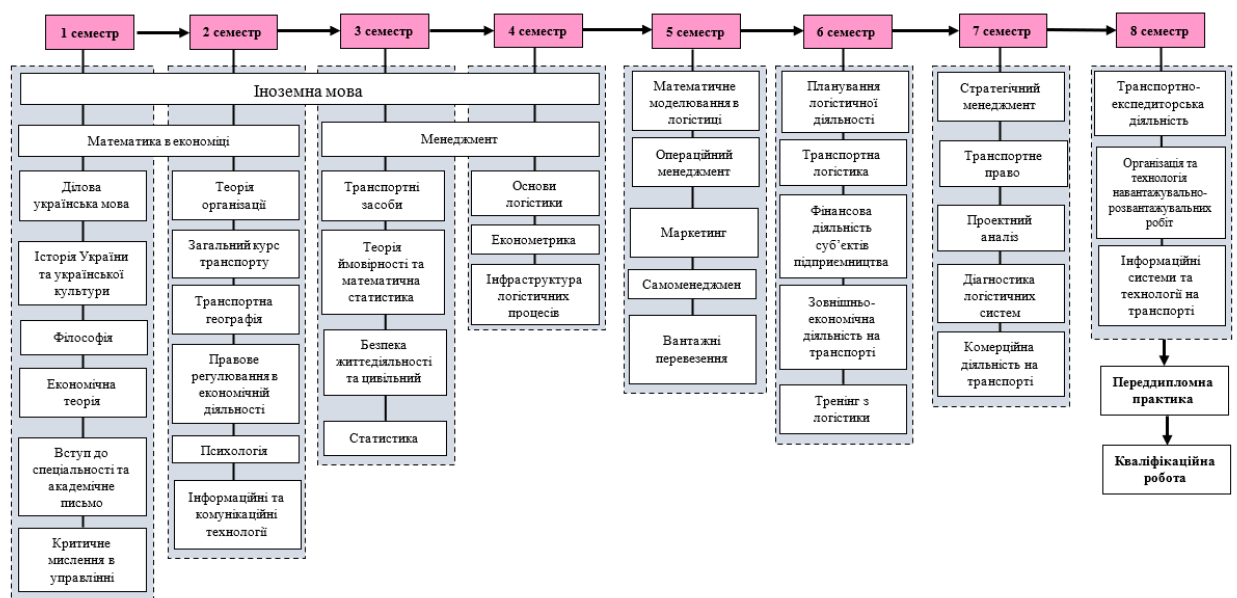 1 семестр
2 семестр
3 семестр
4 семестр
5 семестр
6 семестр
7 семестр
8 семестр
Іноземна мова
Математика в економіці
Менеджмент
Ділова
українська мова
Історія України
та української
культури
Філософія
Економічна
теорія
Вступ до
спеціальності та
академічне
письмо
Критичне
мислення в
управлінні
Теорія
організації
Загальний курс
транспорту
Транспортна
географія
Правове
регулювання в
економічній
діяльності
Психологія
Інформаційні та
комунікаційні
технології
Транспортні
засоби
Теорія
ймовірності та
математична
статистика
Безпека
життєдіяльності
та цивільний
Статистика
Основи
логістики
Економетрика
Інфраструктура
логістичних
процесів
Математичне
моделювання в
логістиці
Операційний
менеджмент
Маркетинг
Самоменеджмен
Вантажні
перевезення
Планування
логістичної
діяльності
Транспортна
логістика
Фінансова
діяльність
суб’єктів
підприємництва
Зовнішньо-
економічна
діяльність на
транспорті
Тренінг з
логістики
Стратегічний
менеджмент
Транспортне
право
Проектний
аналіз
Діагностика
логістичних
систем
Комерційна
діяльність на
транспорті
Транспортно-
експедиторська
діяльність
Організація та
технологія
навантажувально-
розвантажувальних
робіт
Інформаційні
системи та
технології на
транспорті
Переддипломна
практика
Кваліфікаційна
робота